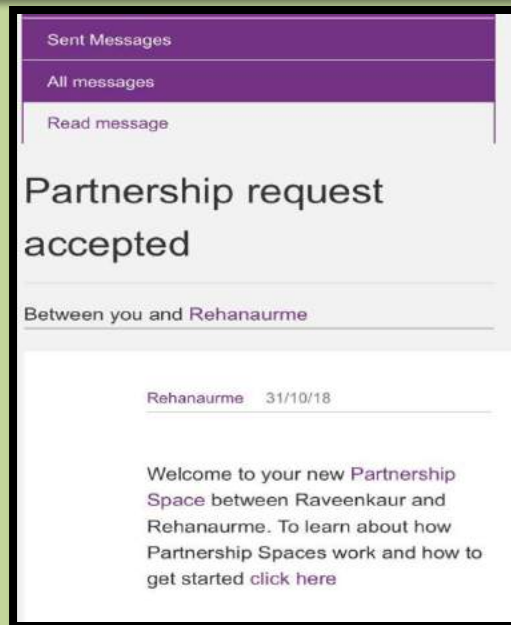 Sent Messages
All messages
Read message
Partnership request
accepted
Between you and Rehanaurme
Rehanaurme 31/10/18
Welcome to your new Partnership
Space between Raveenkaur and
Rehanaurme. To learn about how
Partnership Spaces work and how to
get started click here